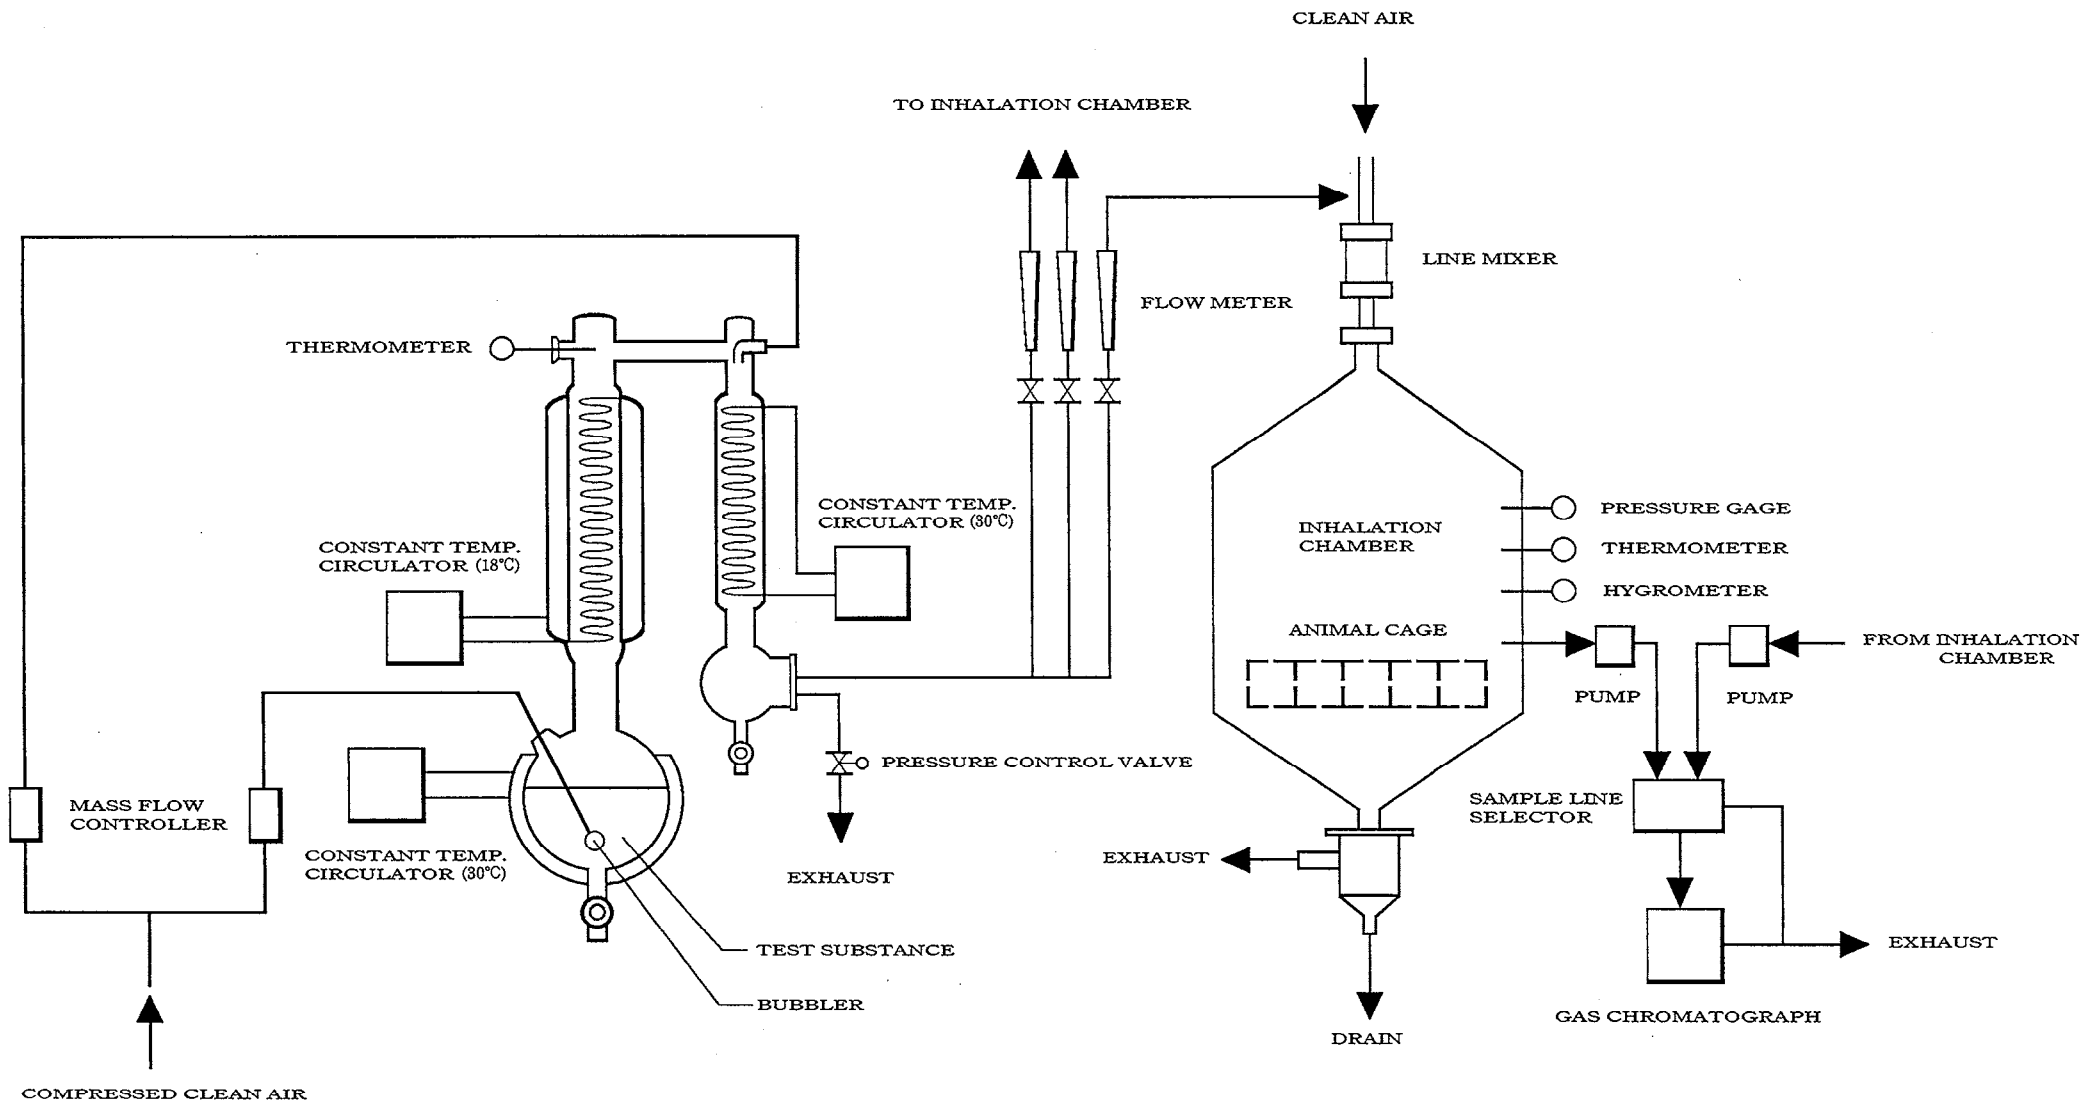 CLEAN AIR
TO INHALATION CHAMBER
LINE MIXER
FLOW METER
THERMOMETER
CONSTANT TEMP.
CIRCULATOR (30°C)
CONSTANT TEMP.
CIRCULATOR (18°C)
INHALATION
CHAMBER
PRESSURE GAGE
THERMOMETER
HYGROMETER
ANIMAL CAGE
FROM INHALATION
CHAMBER
PUMP
PUMP
PRESSURE CONTROL VALVE
MASS FLOW
CONTROLLER
SAMPLE LINE
SELECTOR
CONSTANT TEMP.
CIRCULATOR (30°C)
EXHAUST
EXHAUST
TEST SUBSTANCE
EXHAUST
BUBBLER
GAS CHROMATOGRAPH
DRAIN
COMPRESSED CLEAN AIR